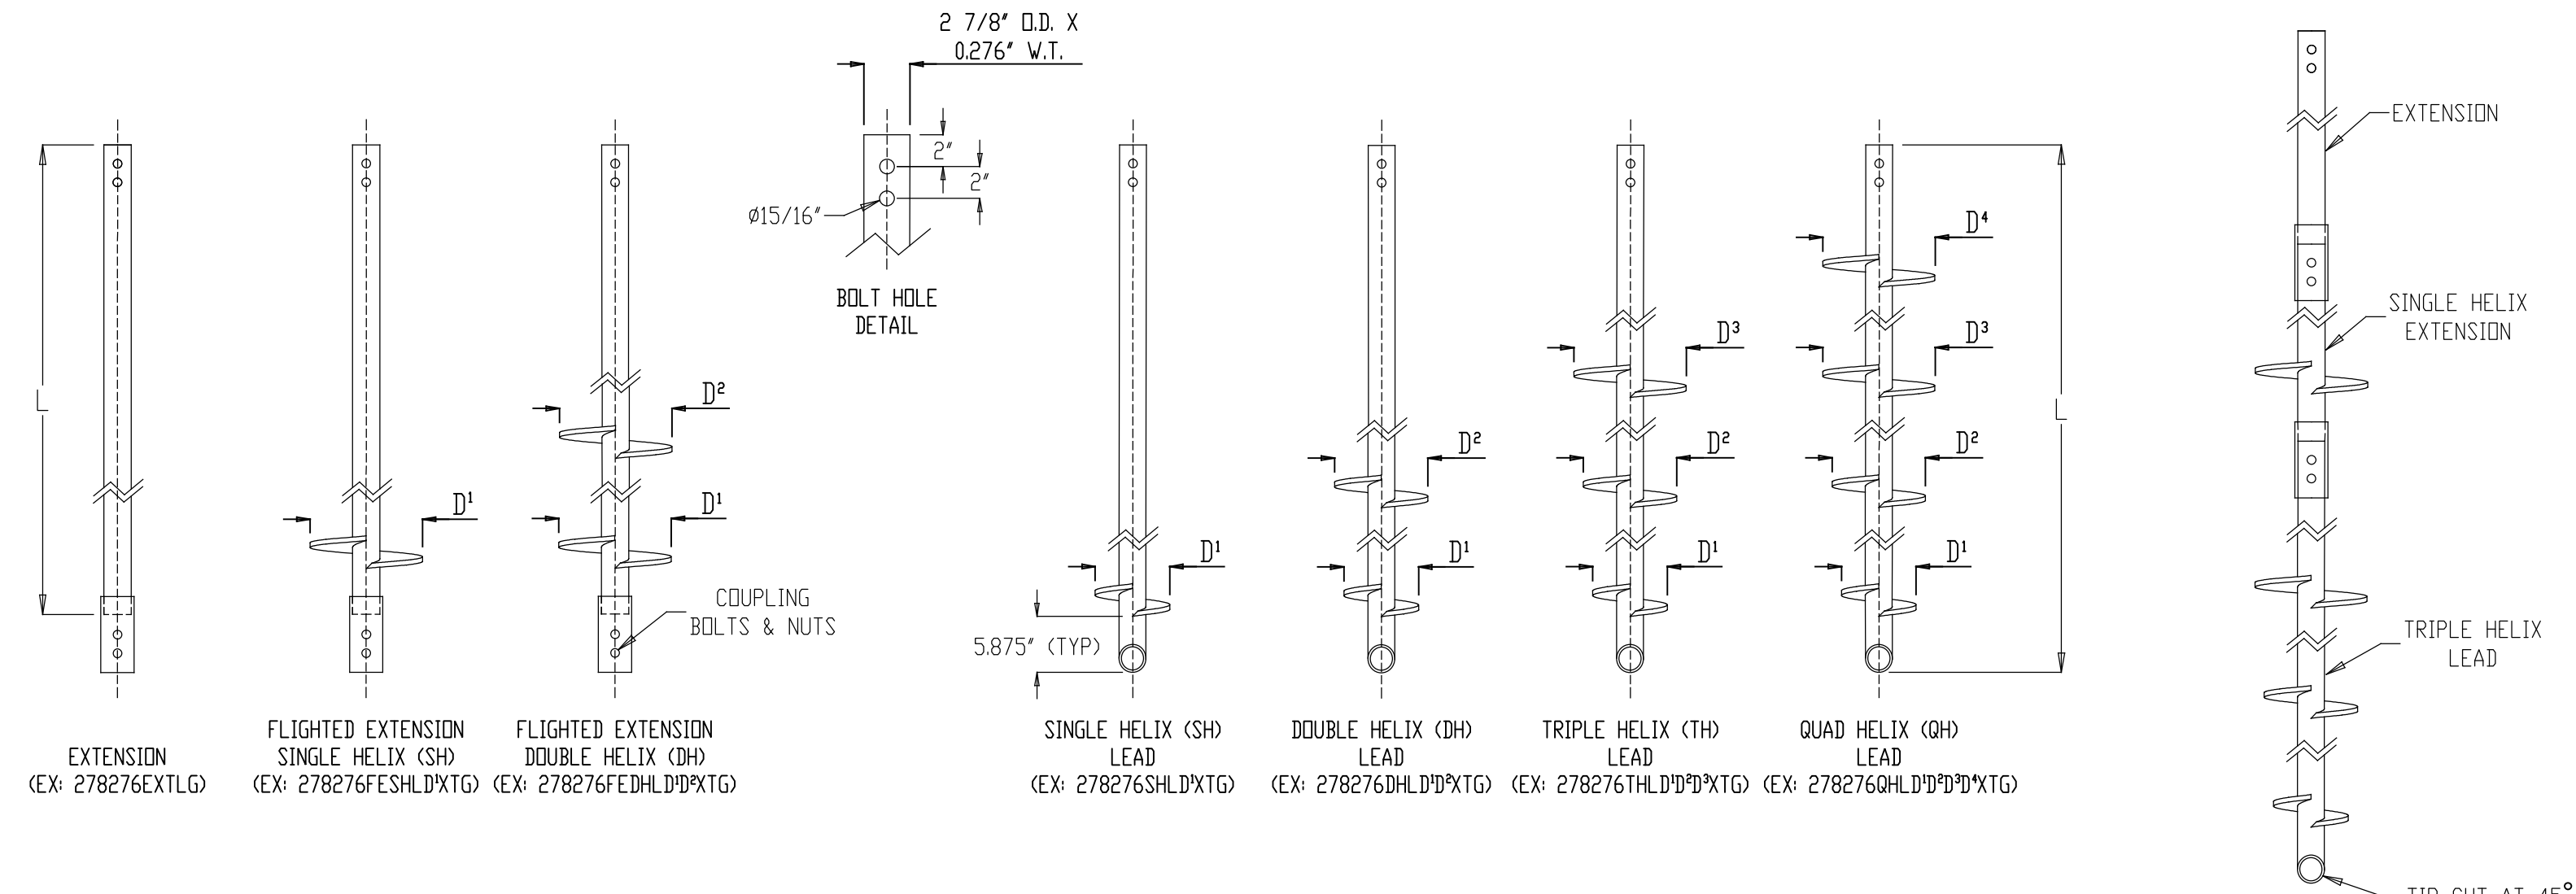 2 7/8" O.D. X
0.276" W.T.
2"
2"
Ø15/16"
BOLT HOLE
DETAIL
L
EXTENSION
(EX: 278276EXTLG)
D¹
FLIGHTED EXTENSION
SINGLE HELIX (SH)
(EX: 278276FESHLD¹XTG)
D²
D¹
COUPLING
BOLTS & NUTS
FLIGHTED EXTENSION
DOUBLE HELIX (DH)
(EX: 278276FEDHLD¹D²XTG)
D¹
5.875" (TYP)
SINGLE HELIX (SH)
LEAD
(EX: 278276SHLD¹XTG)
D²
D¹
DOUBLE HELIX (DH)
LEAD
(EX: 278276DHLD¹D²XTG)
D³
D²
D¹
TRIPLE HELIX (TH)
LEAD
(EX: 278276THLD¹D²D³XTG)
D⁴
D³
D²
D¹
L
QUAD HELIX (QH)
LEAD
(EX: 278276QHLD¹D²D³D⁴XTG)
EXTENSION
SINGLE HELIX
EXTENSION
TRIPLE HELIX
LEAD
TIP CUT AT 45°